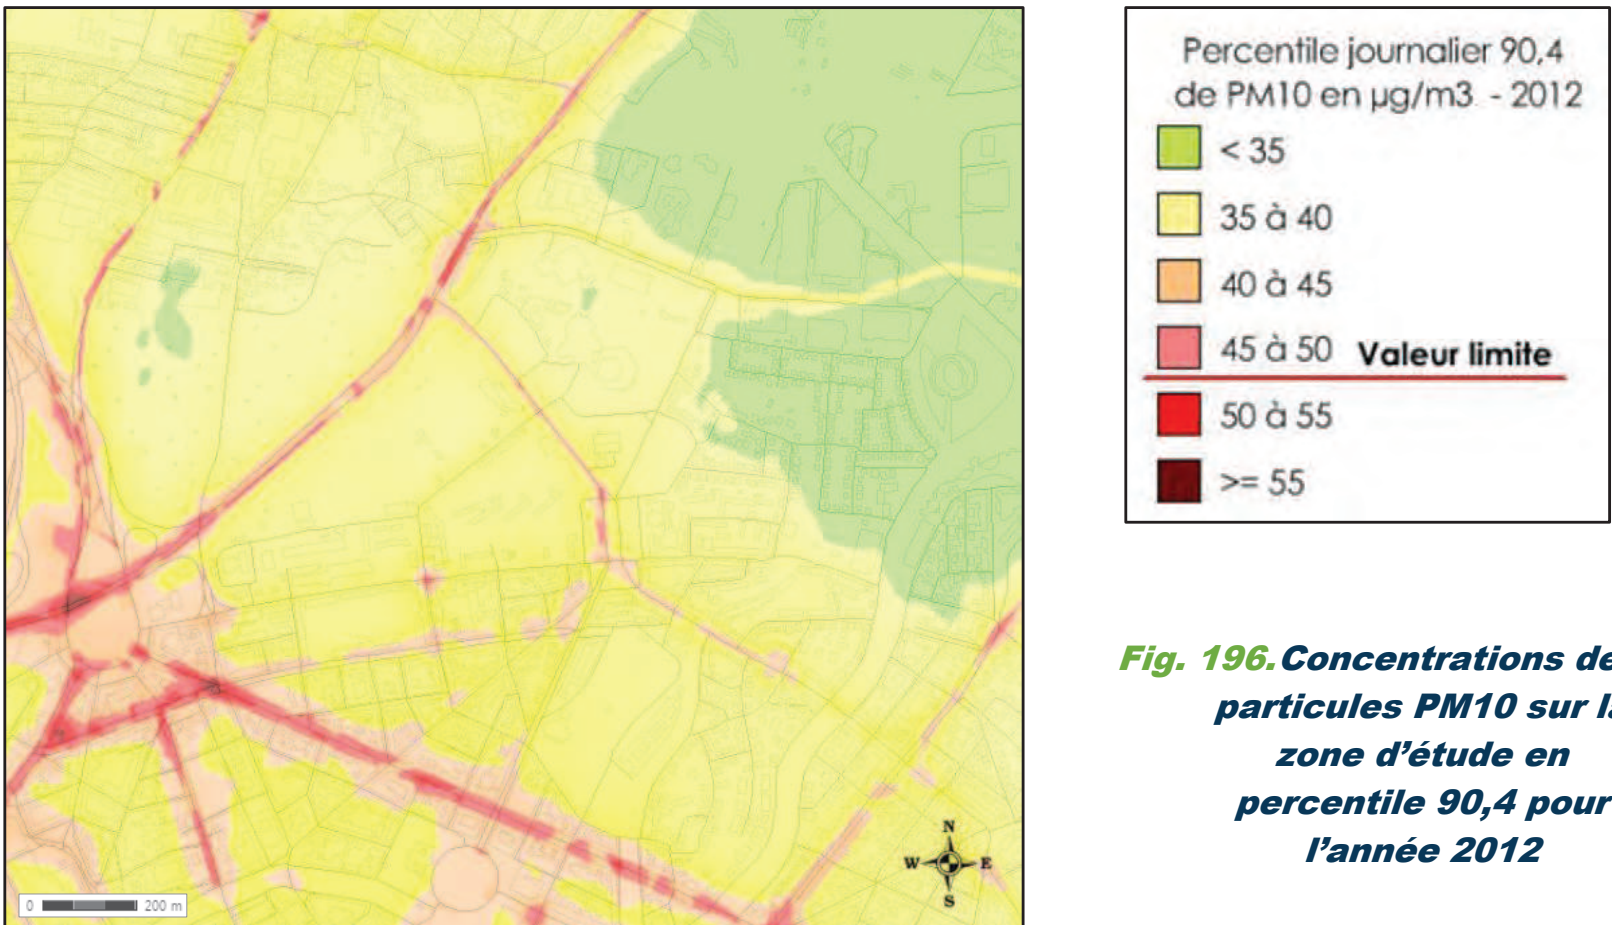 Percentile journalier 90,4
de PM10 en µg/m3 - 2012
< 35
35 à 40
40 à 45
45 à 50 Valeur limite
50 à 55
>= 55
Fig. 196. Concentrations de
particules PM10 sur la
zone d'étude en
percentile 90,4 pour
l'année 2012
N
W E
S
0 200 m